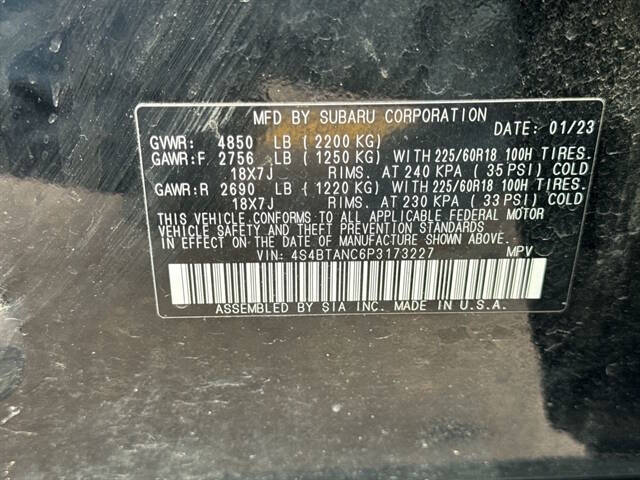 MFD BY SUBARU CORPORATION
DATE: 01/23
GVWR: 4850 LB (2200 KG)
GAWR:F 2756 LB (1250 KG) WITH 225/60R18 100H TIRES.
18X7J RIMS. AT 240 KPA (35 PSI) COLD
GAWR:R 2690 LB (1220 KG) WITH 225/60R18 100H TIRES.
18X7J RIMS. AT 230 KPA (33 PSI) COLD
THIS VEHICLE CONFORMS TO ALL APPLICABLE FEDERAL MOTOR
VEHICLE SAFETY AND THEFT PREVENTION STANDARDS
IN EFFECT ON THE DATE OF MANUFACTURE SHOWN ABOVE.
VIN: 4S4BTANC6P3173227 MPV
ASSEMBLED BY SIA INC. MADE IN U.S.A.